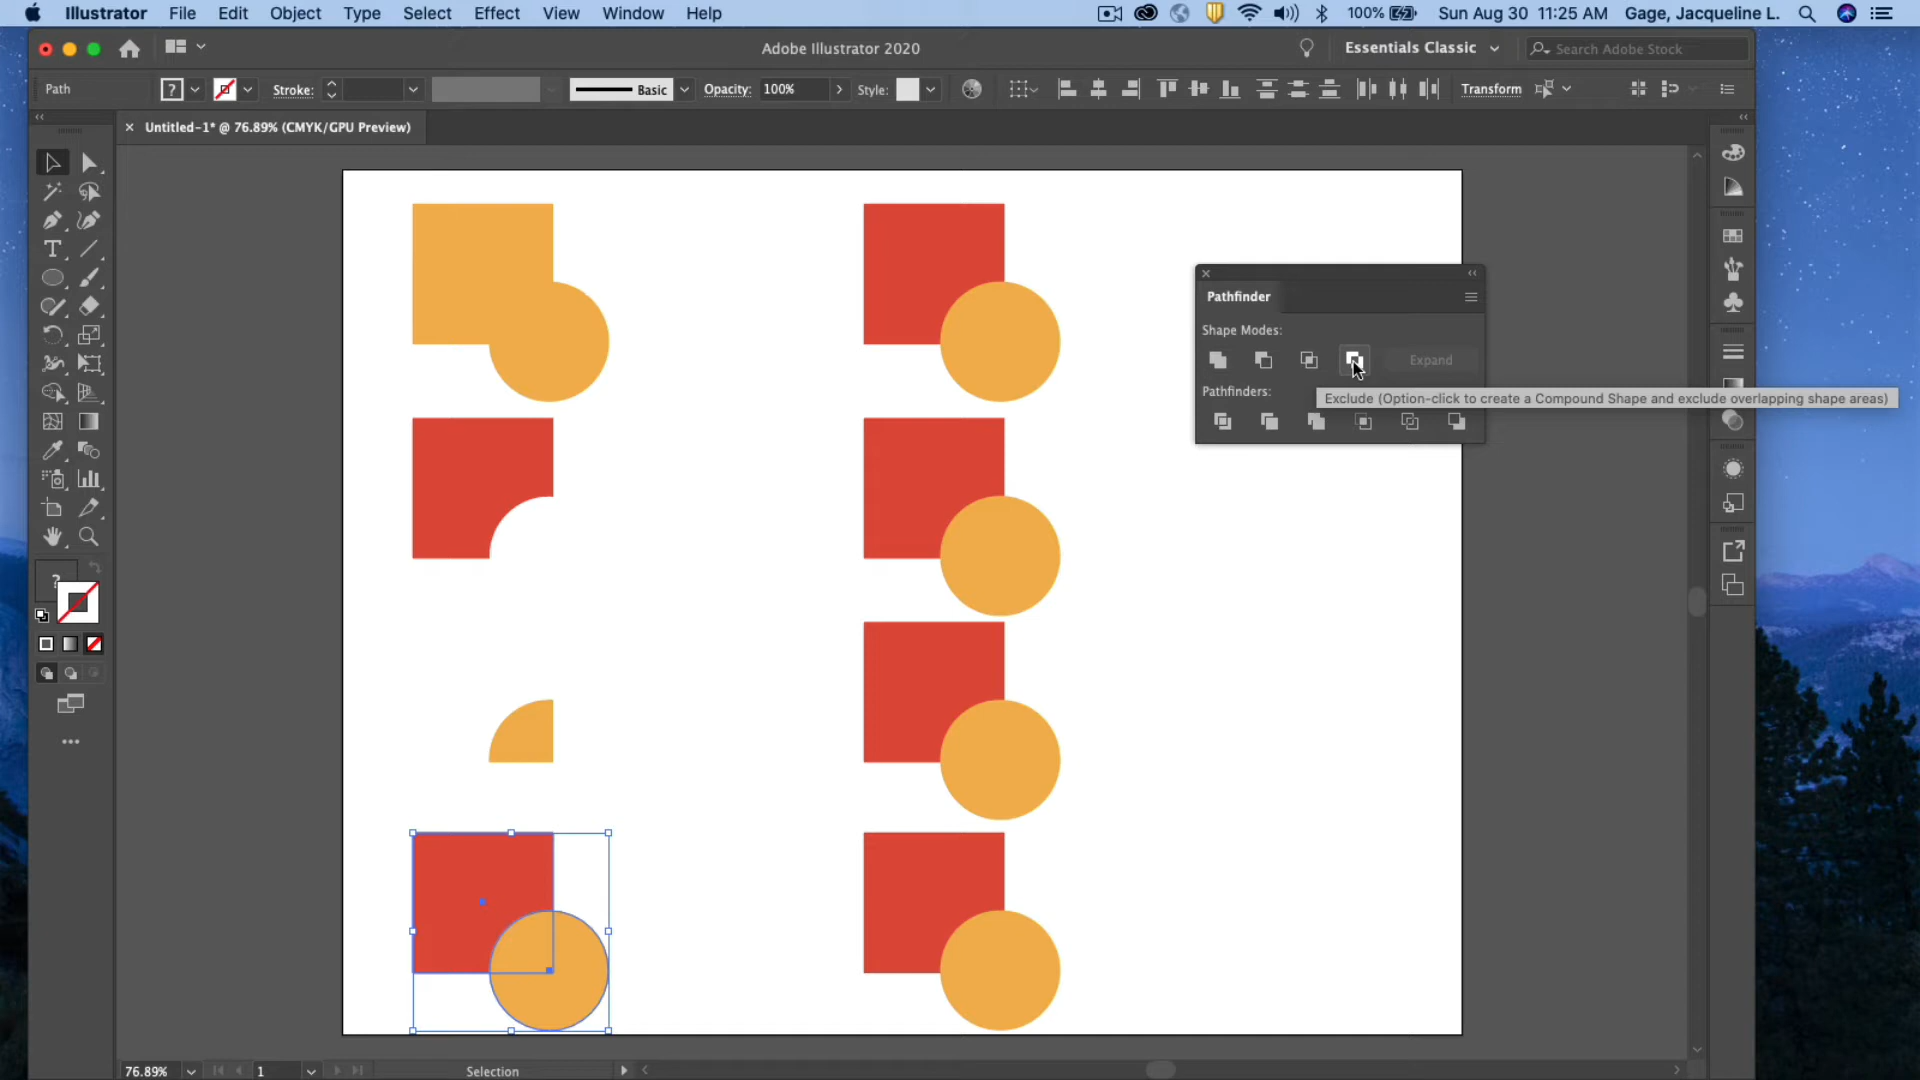 Illustrator File Edit Object Type Select Effect View Window Help 100% Sun Aug 30 11:25 AM Gage, Jacqueline L.
Adobe Illustrator 2020 Essentials Classic Search Adobe Stock
Path ? Stroke: Basic Opacity: 100% Style: Transform
× Untitled-1* @ 76.89% (CMYK/GPU Preview)
Pathfinder
Shape Modes:
Expand
Pathfinders:
Exclude (Option-click to create a Compound Shape and exclude overlapping shape areas)
T
?
76.89% 1 Selection